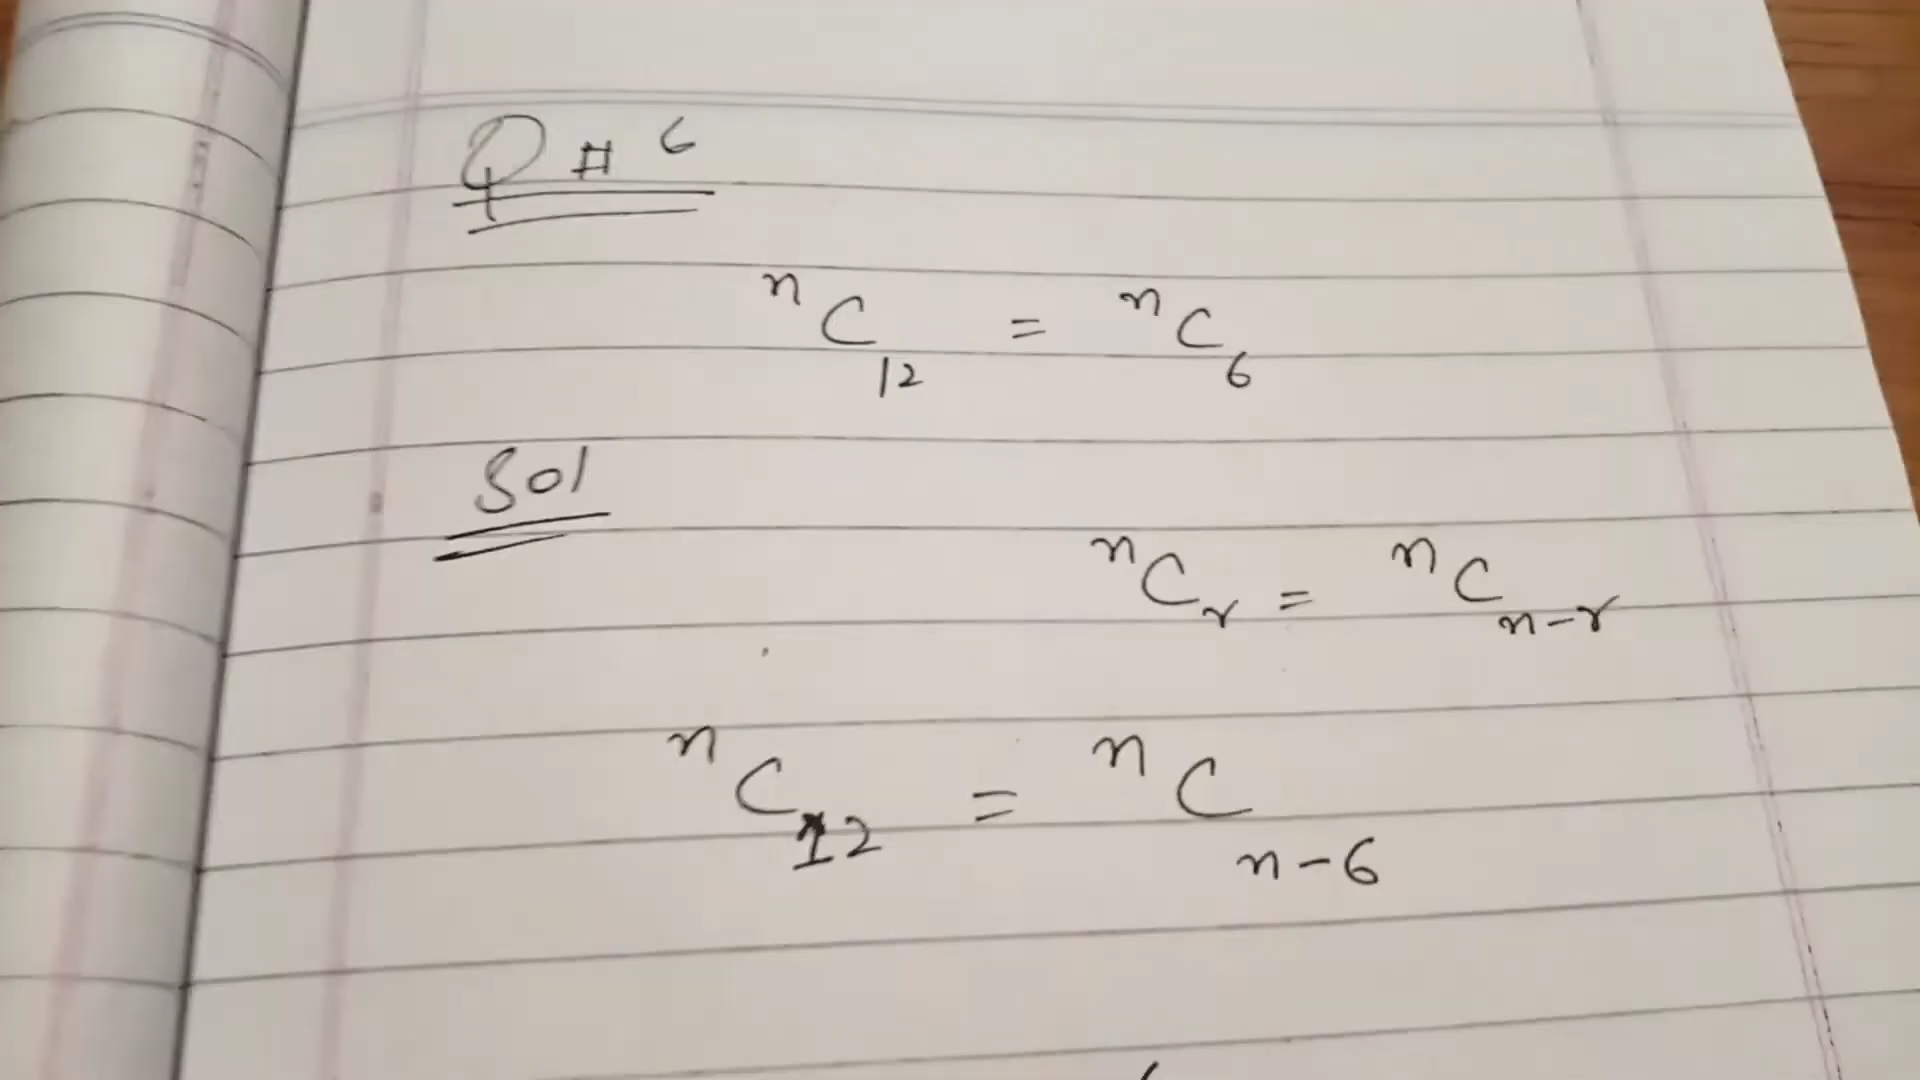 Q # 6
ⁿC₁₂ = ⁿC₆
Sol
ⁿCᵣ = ⁿCₙ₋ᵣ
ⁿC₁₂ = ⁿCₙ₋₆